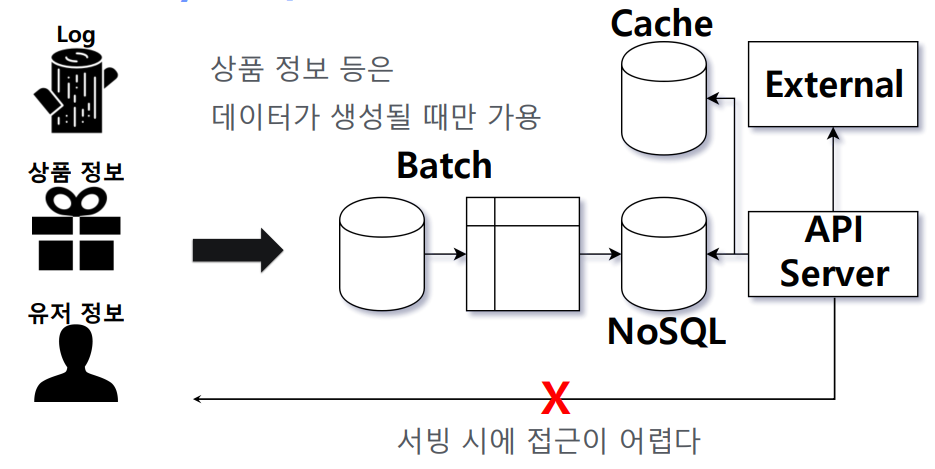 Log
상품 정보
유저 정보
상품 정보 등은
데이터가 생성될 때만 가용
Batch
Cache
NoSQL
External
API
Server
X
서빙 시에 접근이 어렵다